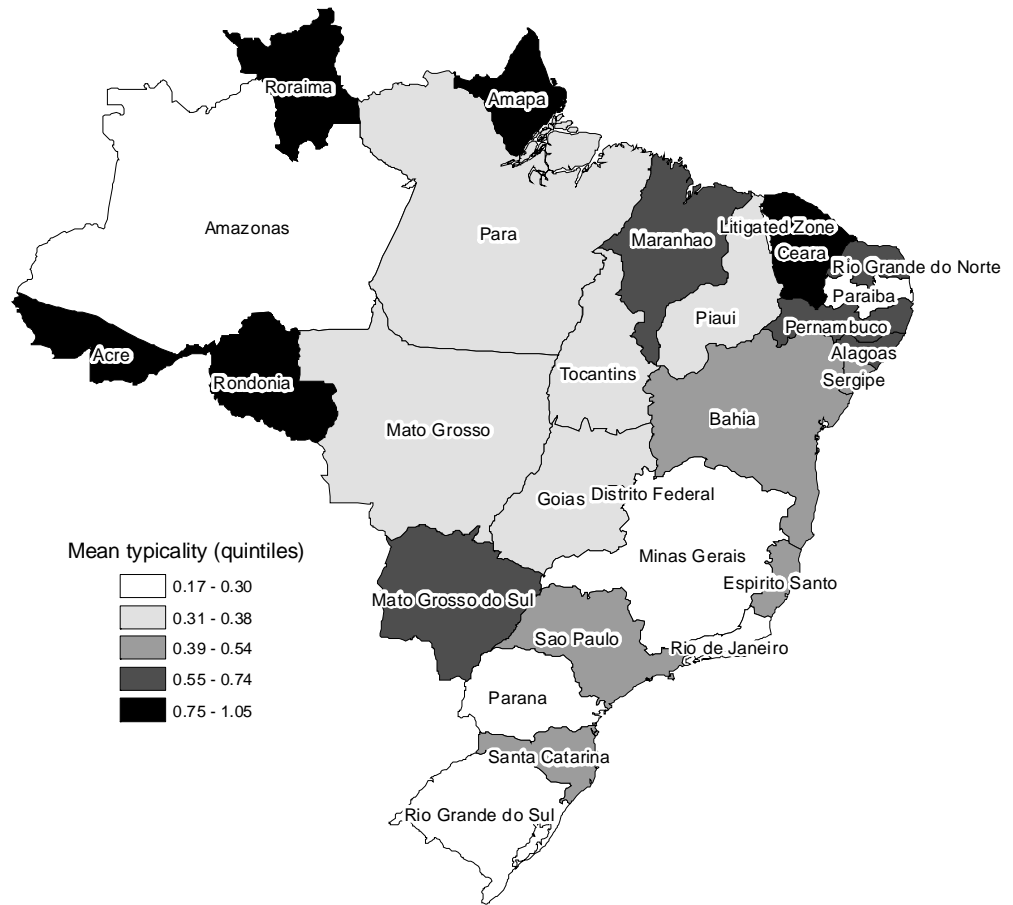 Roraima
Amapa
Amazonas
Para
Litigated Zone
Maranhao
Ceara
Rio Grande do Norte
Paraiba
Piaui
Pernambuco
Acre
Alagoas
Rondonia
Tocantins
Sergipe
Bahia
Mato Grosso
Goias
Distrito Federal
Mean typicality (quintiles)
0.17 - 0.30
0.31 - 0.38
0.39 - 0.54
0.55 - 0.74
0.75 - 1.05
Minas Gerais
Espirito Santo
Mato Grosso do Sul
Sao Paulo
Rio de Janeiro
Parana
Santa Catarina
Rio Grande do Sul